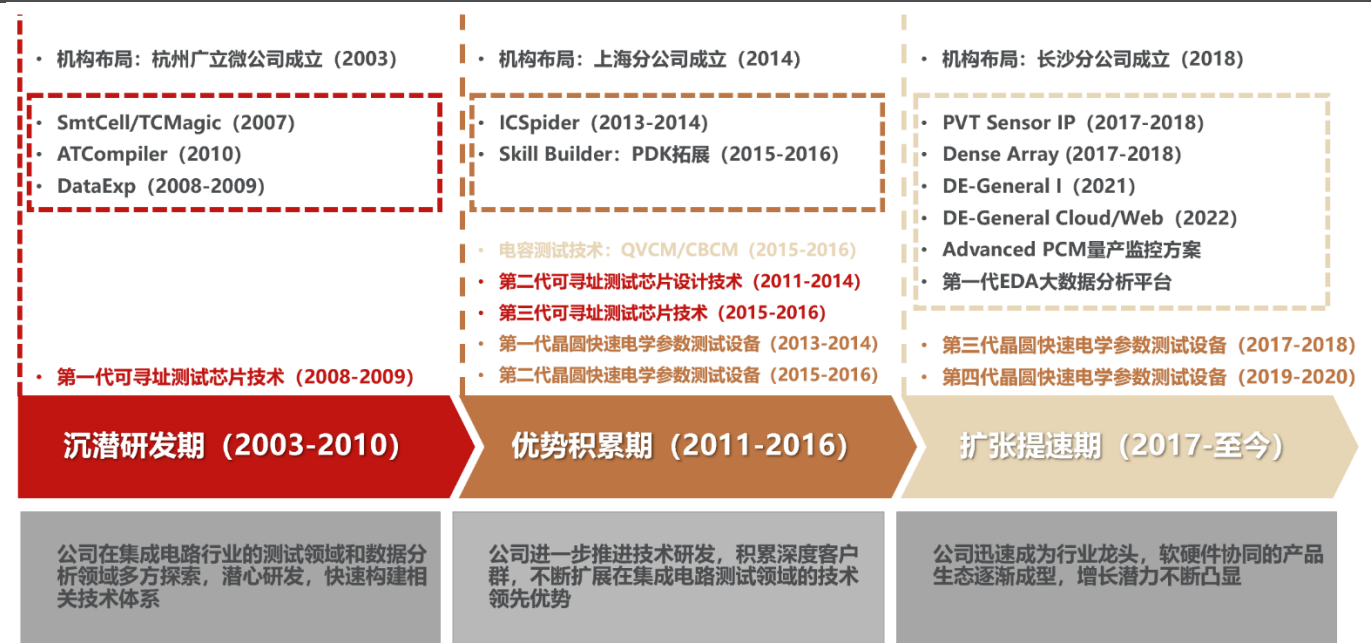 • 机构布局：杭州广立微公司成立（2003）
• SmtCell/TCMagic（2007）
• ATCompiler（2010）
• DataExp（2008-2009）
• 第一代可寻址测试芯片技术（2008-2009）
沉潜研发期（2003-2010）
公司在集成电路行业的测试领域和数据分
析领域多方探索，潜心研发，快速构建相
关技术体系
• 机构布局：上海分公司成立（2014）
• ICSpider（2013-2014）
• Skill Builder：PDK拓展（2015-2016）
• 电容测试技术：QVCM/CBCM（2015-2016）
• 第二代可寻址测试芯片设计技术（2011-2014）
• 第三代可寻址测试芯片技术（2015-2016）
• 第一代晶圆快速电学参数测试设备（2013-2014）
• 第二代晶圆快速电学参数测试设备（2015-2016）
优势积累期（2011-2016）
公司进一步推进技术研发，积累深度客户
群，不断扩展在集成电路测试领域的技术
领先优势
• 机构布局：长沙分公司成立（2018）
• PVT Sensor IP（2017-2018）
• Dense Array (2017-2018）
• DE-General I（2021）
• DE-General Cloud/Web（2022）
• Advanced PCM量产监控方案
• 第一代EDA大数据分析平台
• 第三代晶圆快速电学参数测试设备（2017-2018）
• 第四代晶圆快速电学参数测试设备（2019-2020）
扩张提速期（2017-至今）
公司迅速成为行业龙头，软硬件协同的产品
生态逐渐成型，增长潜力不断凸显